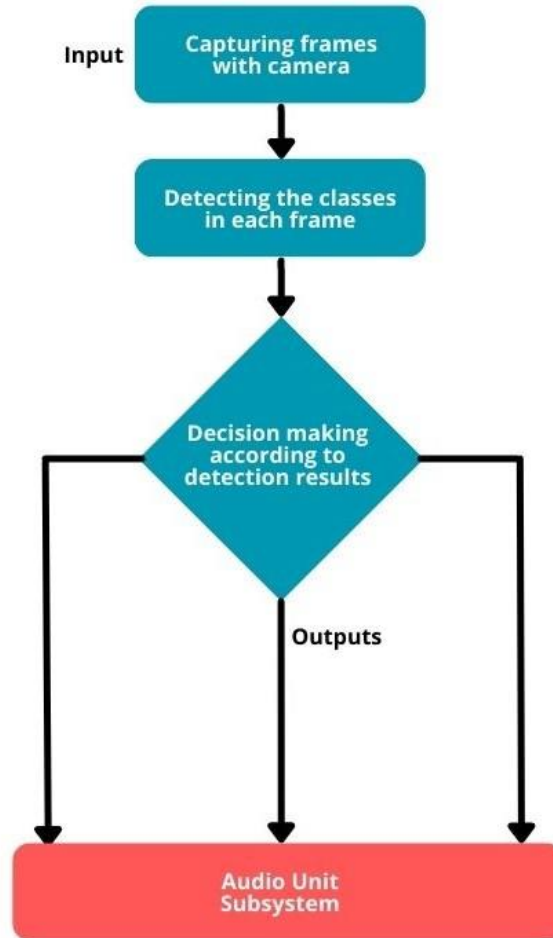 Input
Capturing frames
with camera
Detecting the classes
in each frame
Decision making
according to
detection results
Outputs
Audio Unit
Subsystem